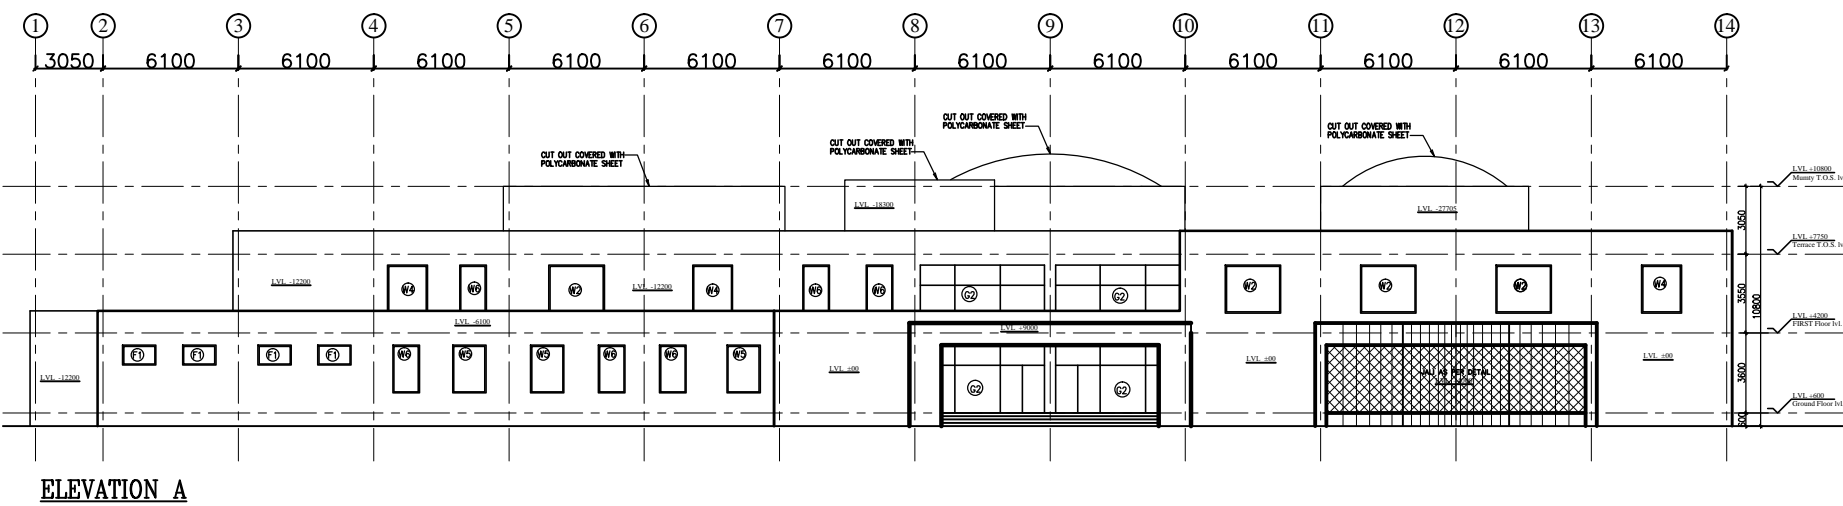 1 2 3 4 5 6 7 8 9 10 11 12 13 14
3050 6100 6100 6100 6100 6100 6100 6100 6100 6100 6100 6100 6100
CUT OUT COVERED WITH
POLYCARBONATE SHEET
CUT OUT COVERED WITH
POLYCARBONATE SHEET
CUT OUT COVERED WITH
POLYCARBONATE SHEET
CUT OUT COVERED WITH
POLYCARBONATE SHEET
LVL +10800
Mumty T.O.S. lv
LVL -18300
LVL -27705
3050
LVL +7750
Terrace T.O.S. lv
LVL -12200
W4 W6 W2
LVL -12200
W4 W6 W6 G2 G2 W2 W2 W2 W4
3550
10800
LVL +4200
FIRST Floor lvl.
LVL -6100
LVL +9000
F1 F1 F1 F1 W6 W5 W5 W6 W6 W5
LVL ±00
LVL ±00
LVL ±00
LVL -12200
G2 G2
JALI AS PER DETAIL
3600
LVL +600
Ground Floor lvl
600
ELEVATION A